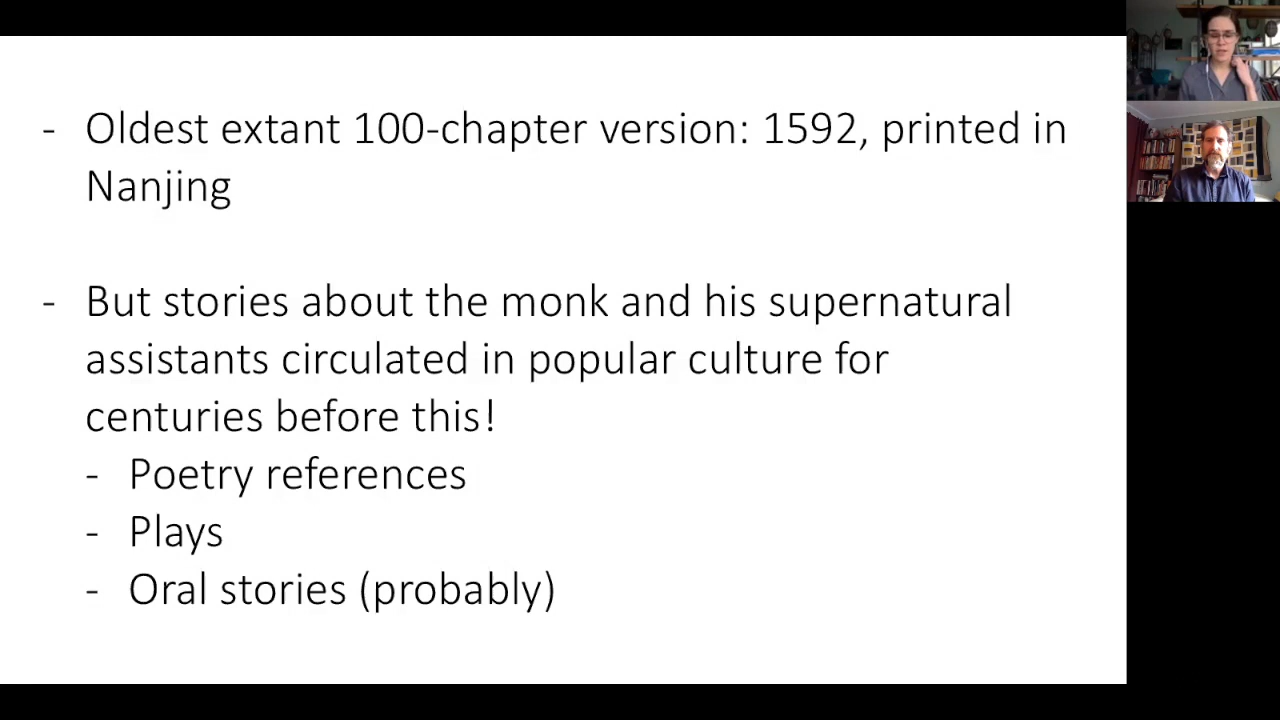 - Oldest extant 100-chapter version: 1592, printed in
Nanjing
- But stories about the monk and his supernatural
assistants circulated in popular culture for
centuries before this!
- Poetry references
- Plays
- Oral stories (probably)